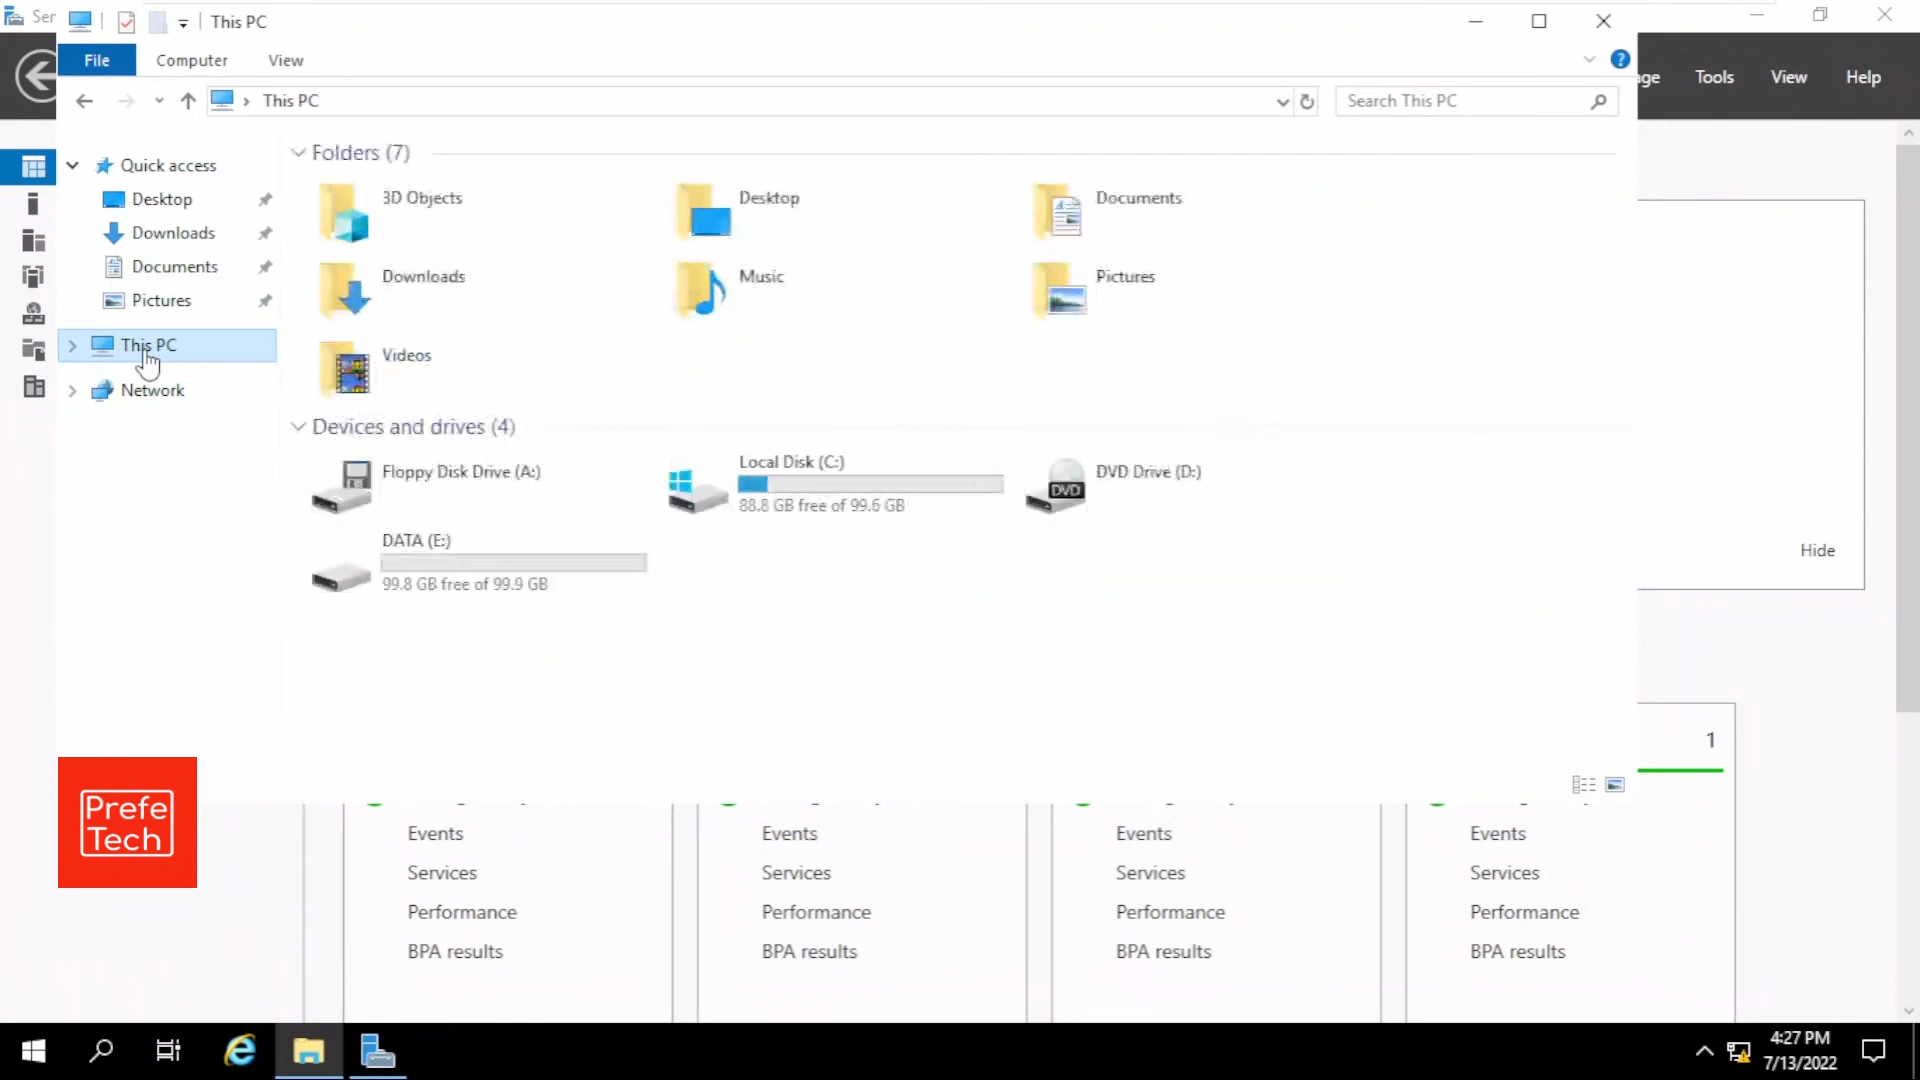 Ser
This PC
File
Computer
View
This PC
Search This PC
Tools
View
Help
Quick access
Desktop
Downloads
Documents
Pictures
This PC
Network
Folders (7)
3D Objects
Desktop
Documents
Downloads
Music
Pictures
Videos
Devices and drives (4)
Floppy Disk Drive (A:)
Local Disk (C:)
88.8 GB free of 99.6 GB
DVD Drive (D:)
DVD
DATA (E:)
99.8 GB free of 99.9 GB
Hide
1
Prefe
Tech
Events
Services
Performance
BPA results
Events
Services
Performance
BPA results
Events
Services
Performance
BPA results
Events
Services
Performance
BPA results
4:27 PM
7/13/2022